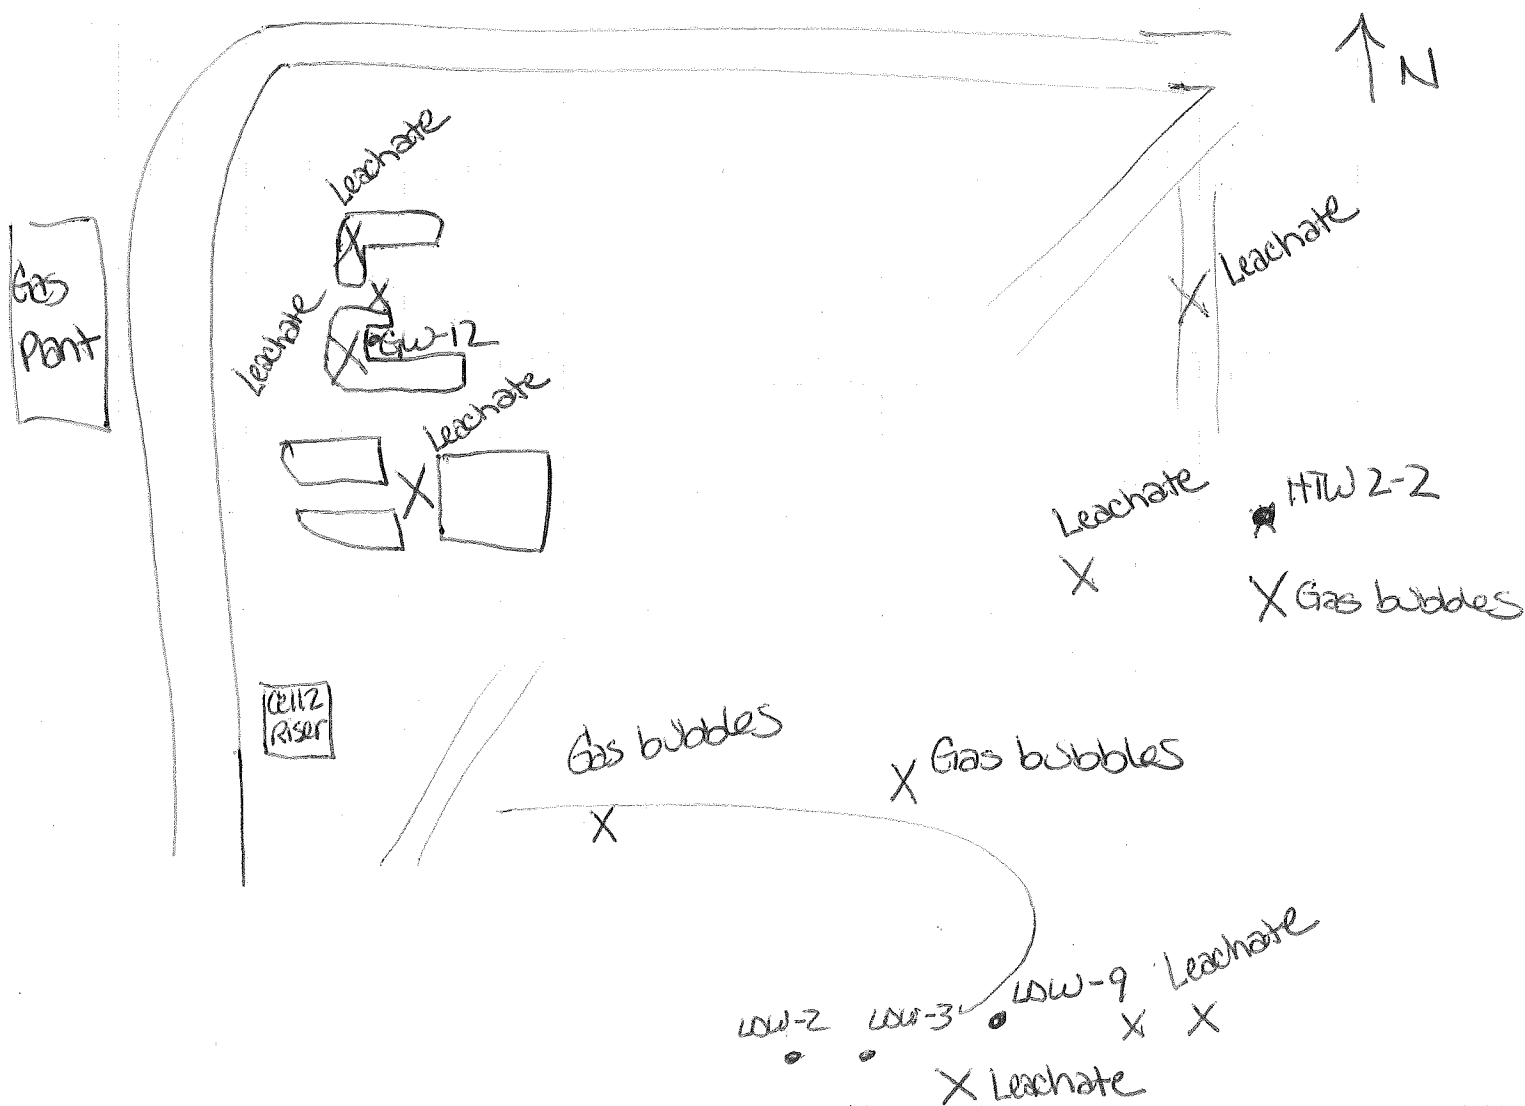 N
Leachate
Leachate
Gas
Plant
Leachate
GW-12
Leachate
Leachate
HTW 2-2
Gas bubbles
Cell 2
Riser
Gas bubbles
Gas bubbles
Leachate
LDW-9
LDW-2
LDW-3
Leachate